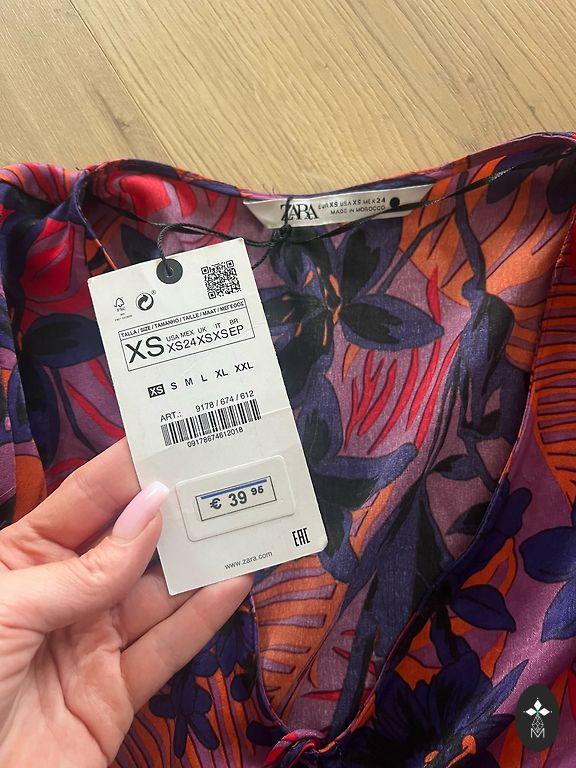 ZARA
EUR XS USA XS MEX 24
MADE IN MOROCCO
FSC
TALLA / SIZE / TAMANHO / TAILLE / MAAT / ΜΕΓΕΘΟΣ
XS
USA MEX UK IT BR
XS 24 XS XS EP
XS S M L XL XXL
ART.: 9178 / 674 / 612
09178674612018
€ 39 95
EAC
www.zara.com
M